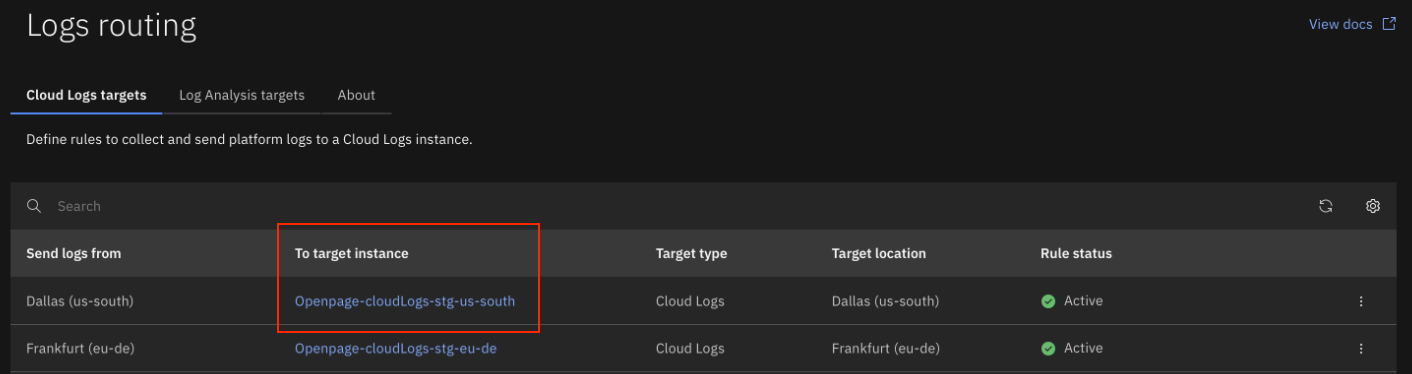 Logs routing
View docs
Cloud Logs targets Log Analysis targets About
Define rules to collect and send platform logs to a Cloud Logs instance.
Search
Send logs from To target instance Target type Target location Rule status
Dallas (us-south) Openpage-cloudLogs-stg-us-south Cloud Logs Dallas (us-south) Active
Frankfurt (eu-de) Openpage-cloudLogs-stg-eu-de Cloud Logs Frankfurt (eu-de) Active